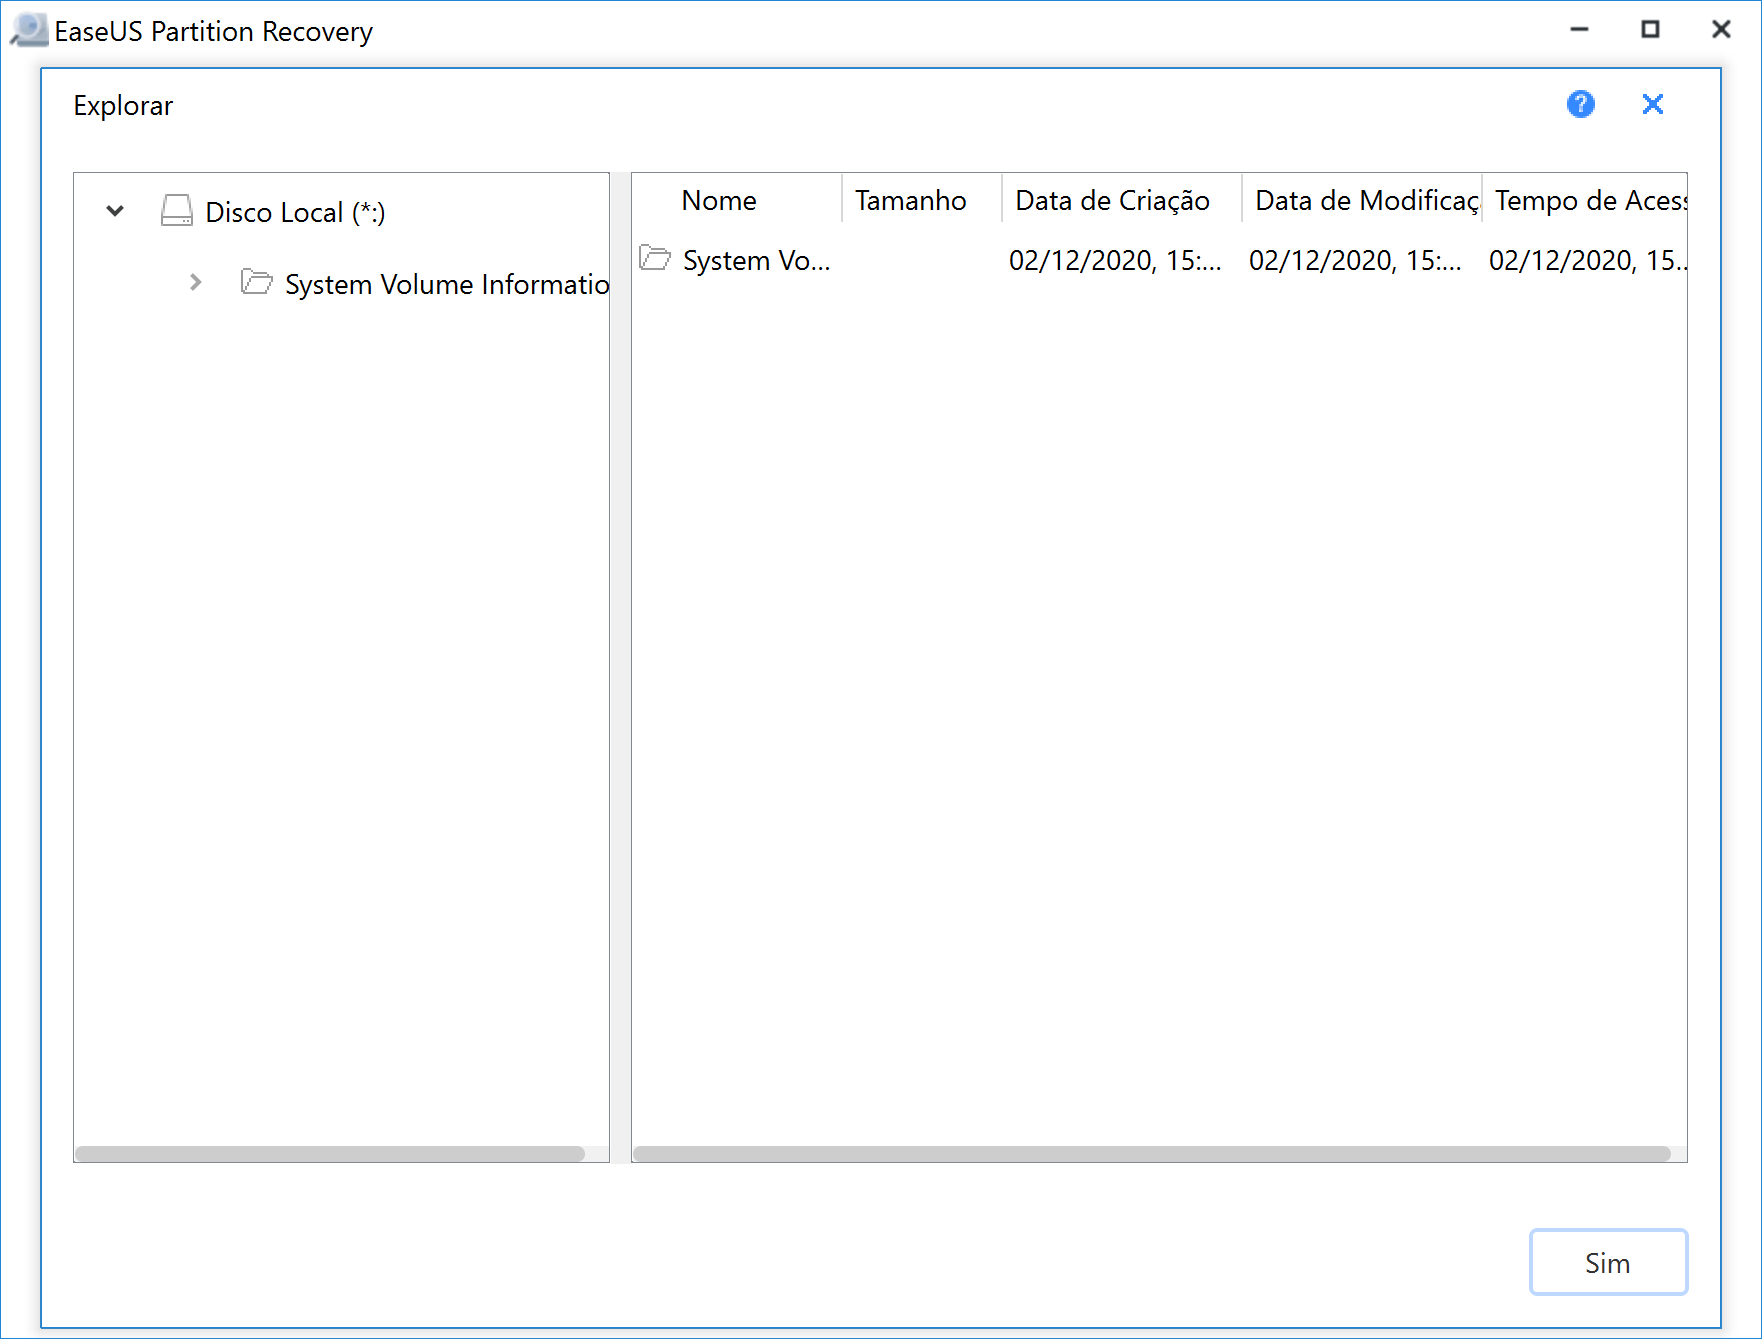 EaseUS Partition Recovery
Explorar
?
Disco Local (*:)
System Volume Informatio
Nome Tamanho Data de Criação Data de Modificaç Tempo de Acess
System Vo... 02/12/2020, 15:... 02/12/2020, 15:... 02/12/2020, 15...
Sim